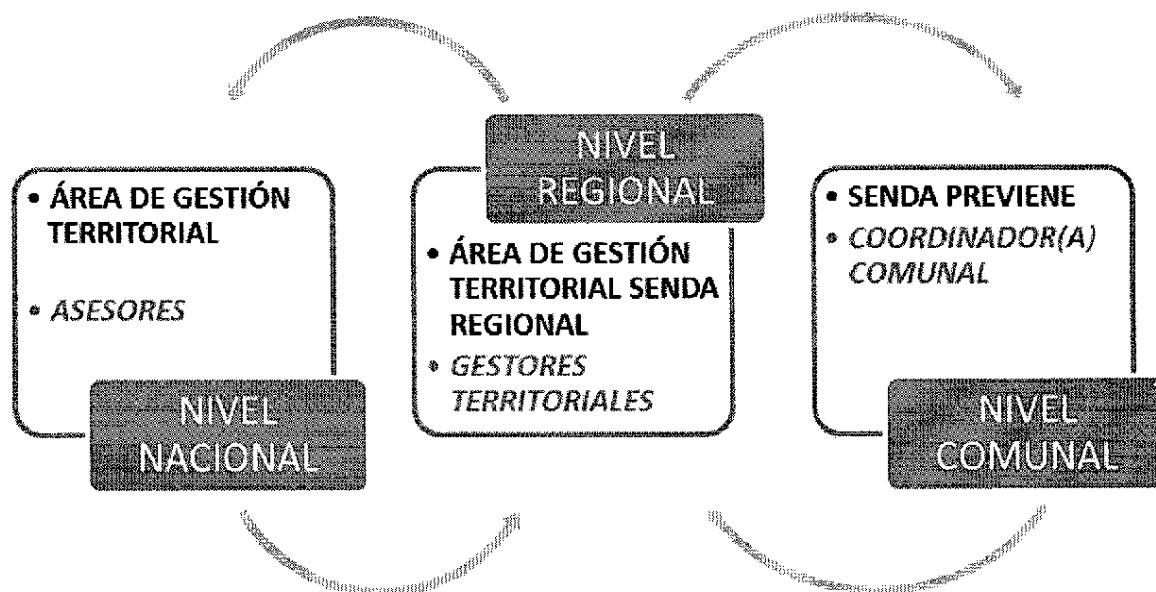 • ÁREA DE GESTIÓN
TERRITORIAL
• ASESORES
NIVEL
NACIONAL
NIVEL
REGIONAL
• ÁREA DE GESTIÓN
TERRITORIAL SENDA
REGIONAL
• GESTORES
TERRITORIALES
• SENDA PREVIENE
• COORDINADOR(A)
COMUNAL
NIVEL
COMUNAL